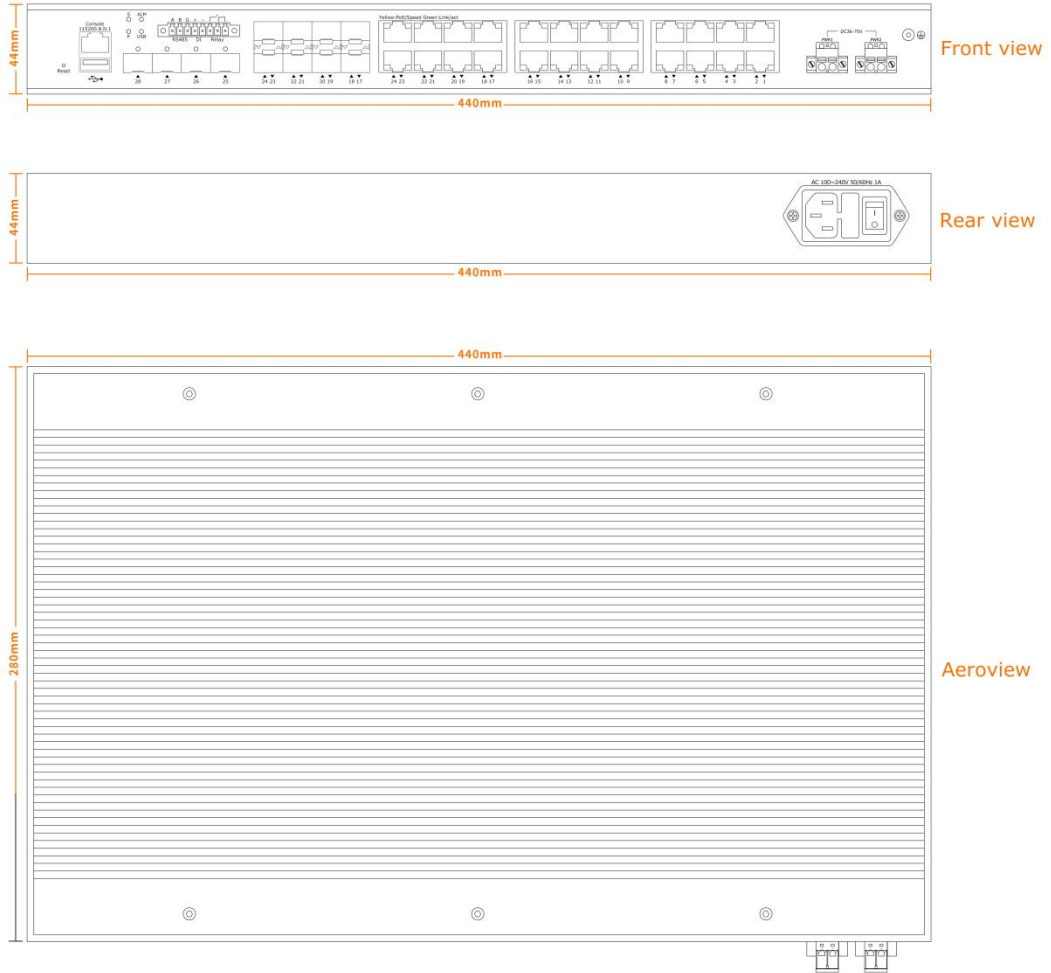 Console
115200.8.N.1
S ALM
P USB
A B G + -
RS485 DI Relay
Reset
28 27 26 25
24 23 22 21 20 19 18 17
Yellow:PoE/Speed Green:Link/act
24 23 22 21 20 19 18 17
16 15 14 13 12 11 10 9
8 7 6 5 4 3 2 1
DC36-75V
PWR1 PWR2
44mm
440mm
Front view
AC 100~240V 50/60Hz 1A
44mm
440mm
Rear view
440mm
280mm
Aeroview